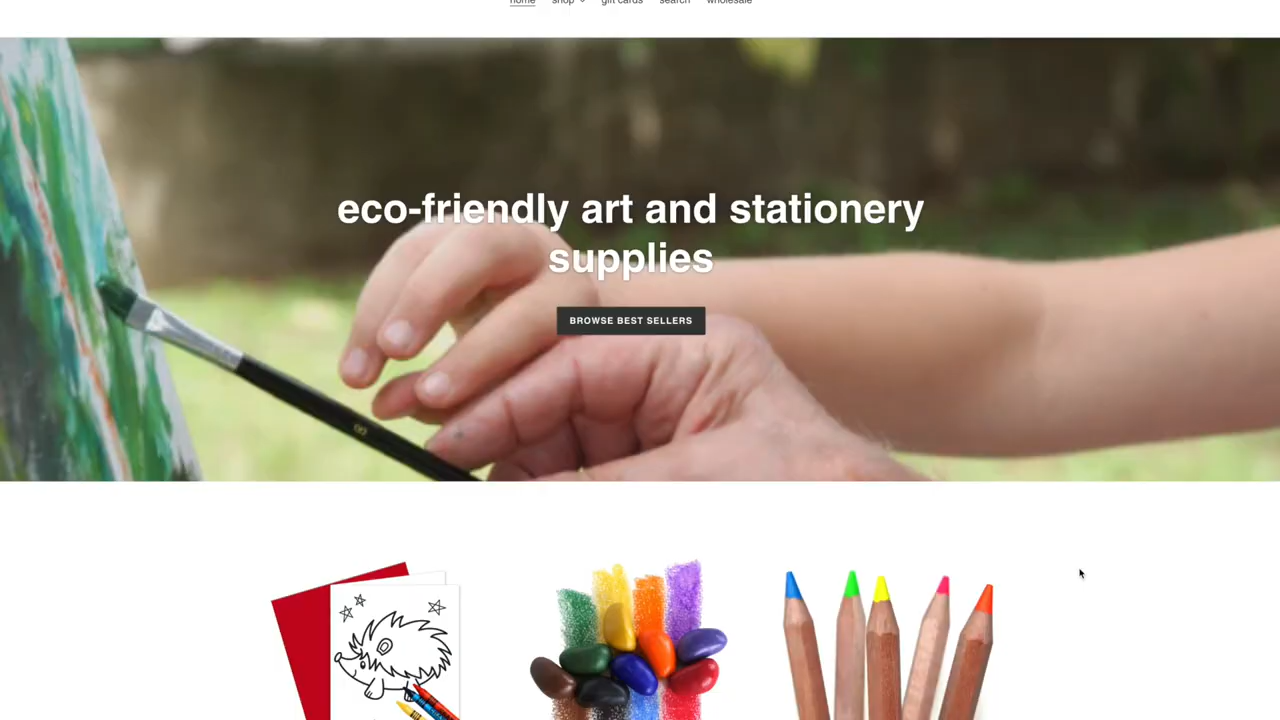 home shop gift cards search wholesale
eco-friendly art and stationery
supplies
BROWSE BEST SELLERS